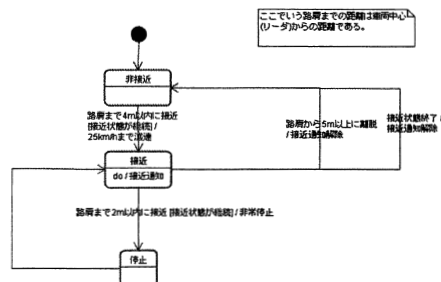 ここでいう路肩までの距離は車両中心
(リーダ)からの距離である。
非接近
路肩まで4m以内に接近
[接近状態が継続] /
25km/hまで減速
路肩から5m以上に離脱
/ 接近通知解除
接近状態終了 /
接近通知解除
接近
do / 接近通知
路肩まで2m以内に接近 [接近状態が継続] / 非常停止
停止